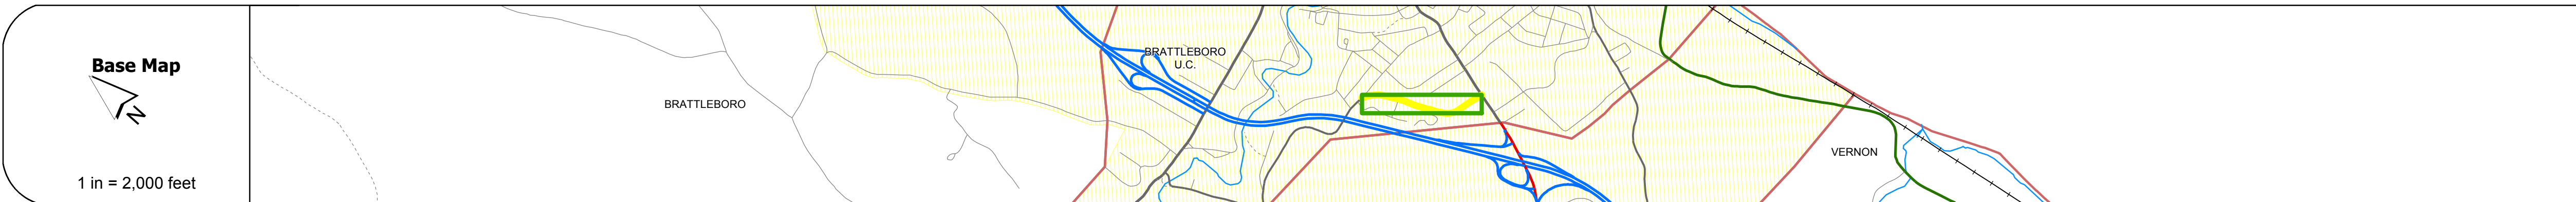 Base Map
N
1 in = 2,000 feet
BRATTLEBORO
BRATTLEBORO
U.C.
VERNON